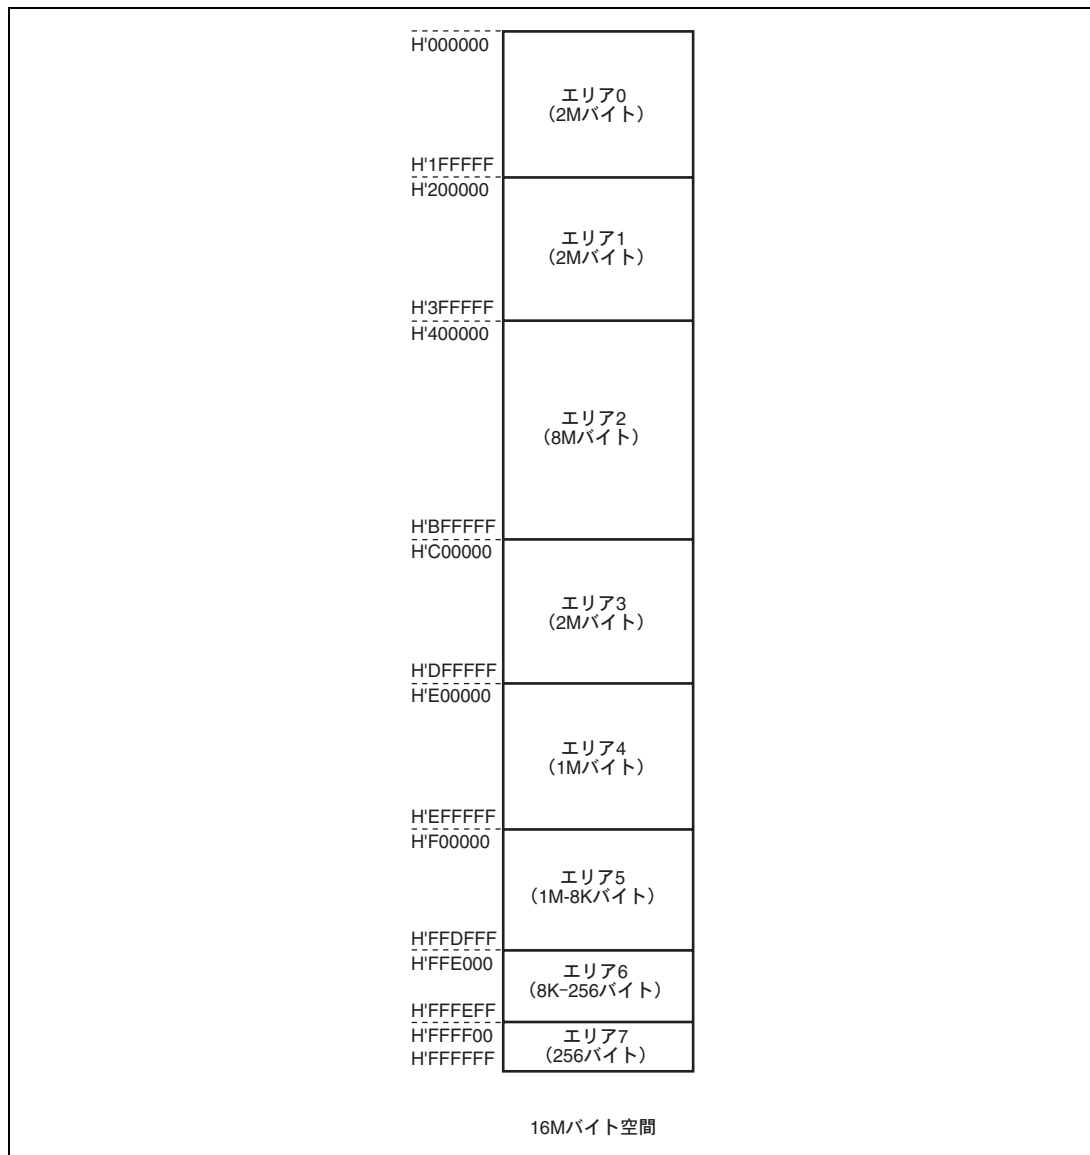 H'000000
エリア0
（2Mバイト）
H'1FFFFF
H'200000
エリア1
（2Mバイト）
H'3FFFFF
H'400000
エリア2
（8Mバイト）
H'BFFFFF
H'C00000
エリア3
（2Mバイト）
H'DFFFFF
H'E00000
エリア4
（1Mバイト）
H'EFFFFF
H'F00000
エリア5
（1M-8Kバイト）
H'FFDFFF
H'FFE000
エリア6
（8K−256バイト）
H'FFFEFF
H'FFFF00
エリア7
（256バイト）
H'FFFFFF
16Mバイト空間